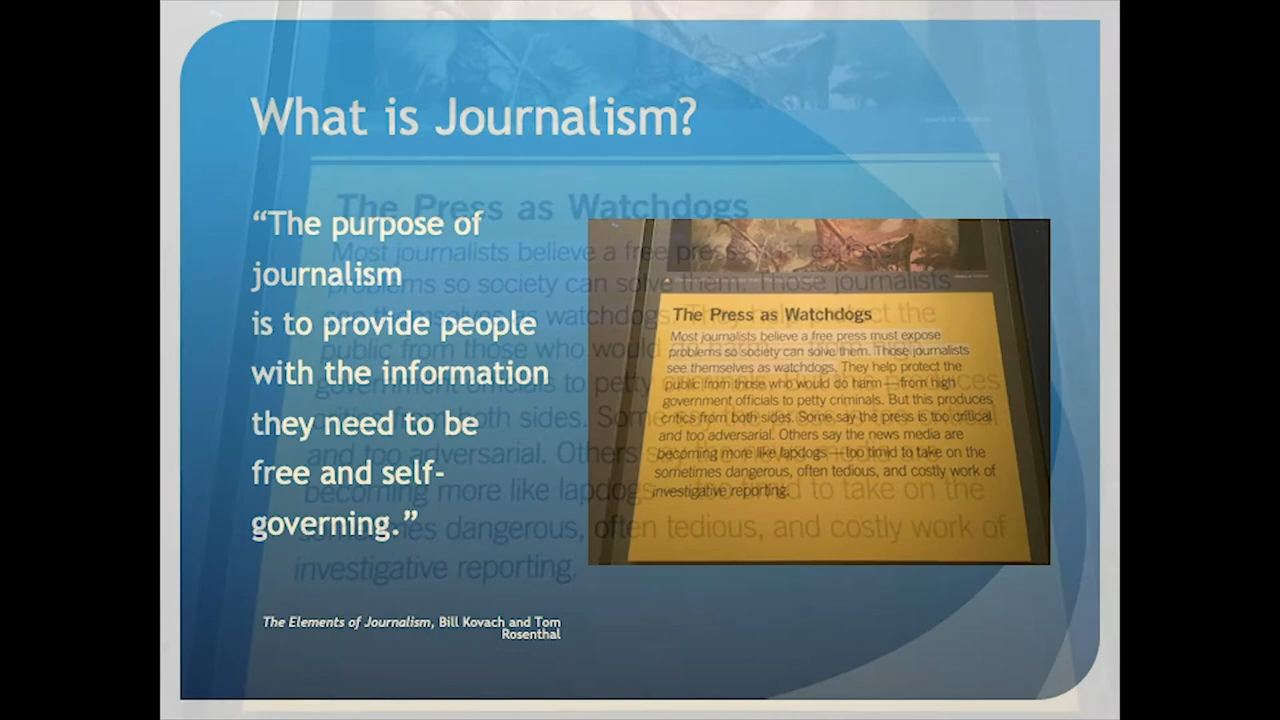 What is Journalism?
“The purpose of
journalism
is to provide people
with the information
they need to be
free and self-
governing.”
The Elements of Journalism, Bill Kovach and Tom
Rosenthal
The Press as Watchdogs
Most journalists believe a free press must expose
problems so society can solve them. Those journalists
see themselves as watchdogs. They help protect the
public from those who would do harm—from high
government officials to petty criminals. But this produces
critics from both sides. Some say the press is too critical
and too adversarial. Others say the news media are
becoming more like lapdogs—too timid to take on the
sometimes dangerous, often tedious, and costly work of
investigative reporting.